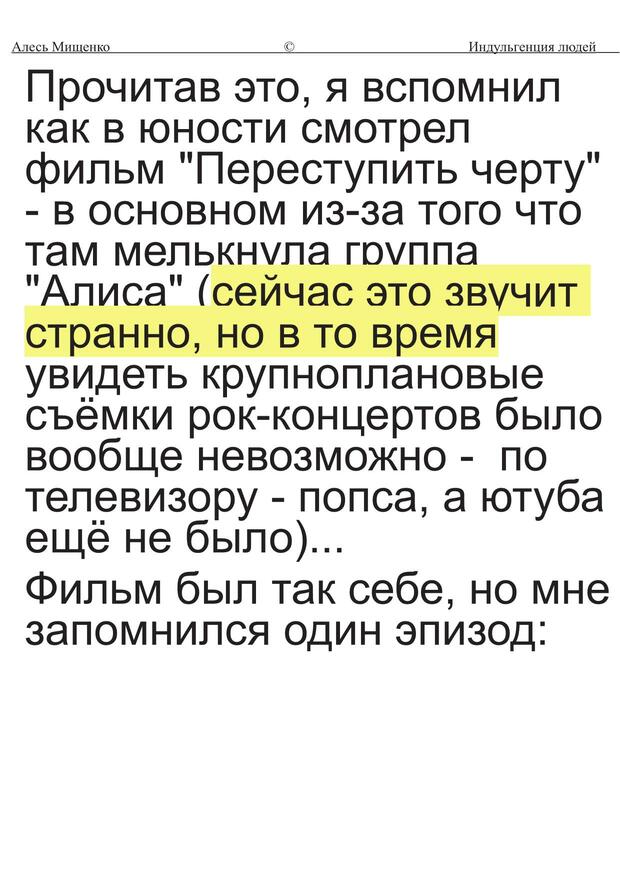 Алесь Мищенко © Индульгенция людей
Прочитав это, я вспомнил
как в юности смотрел
фильм "Переступить черту"
- в основном из-за того что
там мелькнула группа
"Алиса" (сейчас это звучит
странно, но в то время
увидеть крупноплановые
съёмки рок-концертов было
вообще невозможно - по
телевизору - попса, а ютуба
ещё не было)...
Фильм был так себе, но мне
запомнился один эпизод: